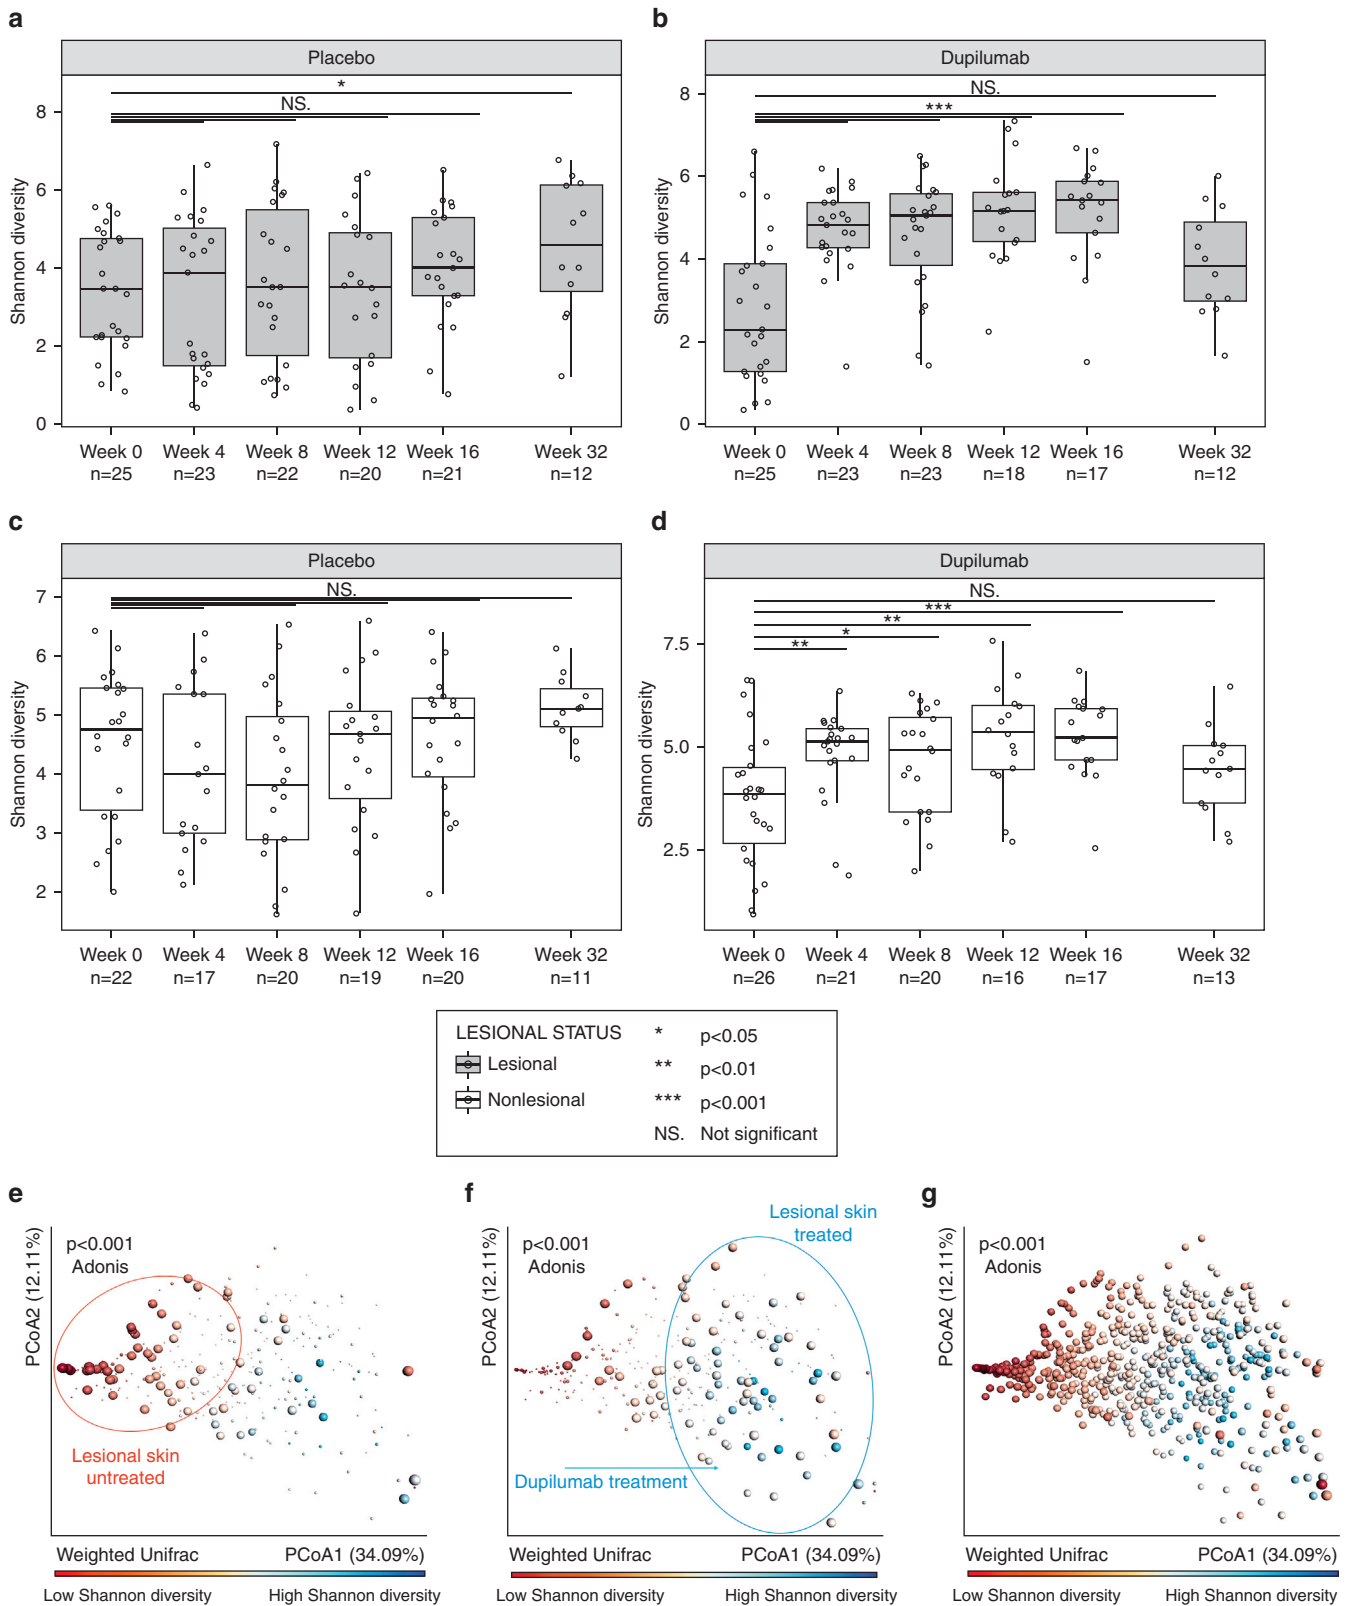 a
Placebo
*
NS.
Shannon diversity
8
6
4
2
0
Week 0 Week 4 Week 8 Week 12 Week 16 Week 32
n=25 n=23 n=22 n=20 n=21 n=12
b
Dupilumab
NS.
***
Shannon diversity
8
6
4
2
0
Week 0 Week 4 Week 8 Week 12 Week 16 Week 32
n=25 n=23 n=23 n=18 n=17 n=12
c
Placebo
NS.
Shannon diversity
7
6
5
4
3
2
Week 0 Week 4 Week 8 Week 12 Week 16 Week 32
n=22 n=17 n=20 n=19 n=20 n=11
d
Dupilumab
NS.
***
**
*
**
Shannon diversity
7.5
5.0
2.5
Week 0 Week 4 Week 8 Week 12 Week 16 Week 32
n=26 n=21 n=20 n=16 n=17 n=13
LESIONAL STATUS * p<0.05
Lesional ** p<0.01
Nonlesional *** p<0.001
NS. Not significant
e
PCoA2 (12.11%)
p<0.001
Adonis
Lesional skin
untreated
Weighted Unifrac PCoA1 (34.09%)
Low Shannon diversity High Shannon diversity
f
PCoA2 (12.11%)
p<0.001
Adonis
Lesional skin
treated
Dupilumab treatment
Weighted Unifrac PCoA1 (34.09%)
Low Shannon diversity High Shannon diversity
g
PCoA2 (12.11%)
p<0.001
Adonis
Weighted Unifrac PCoA1 (34.09%)
Low Shannon diversity High Shannon diversity